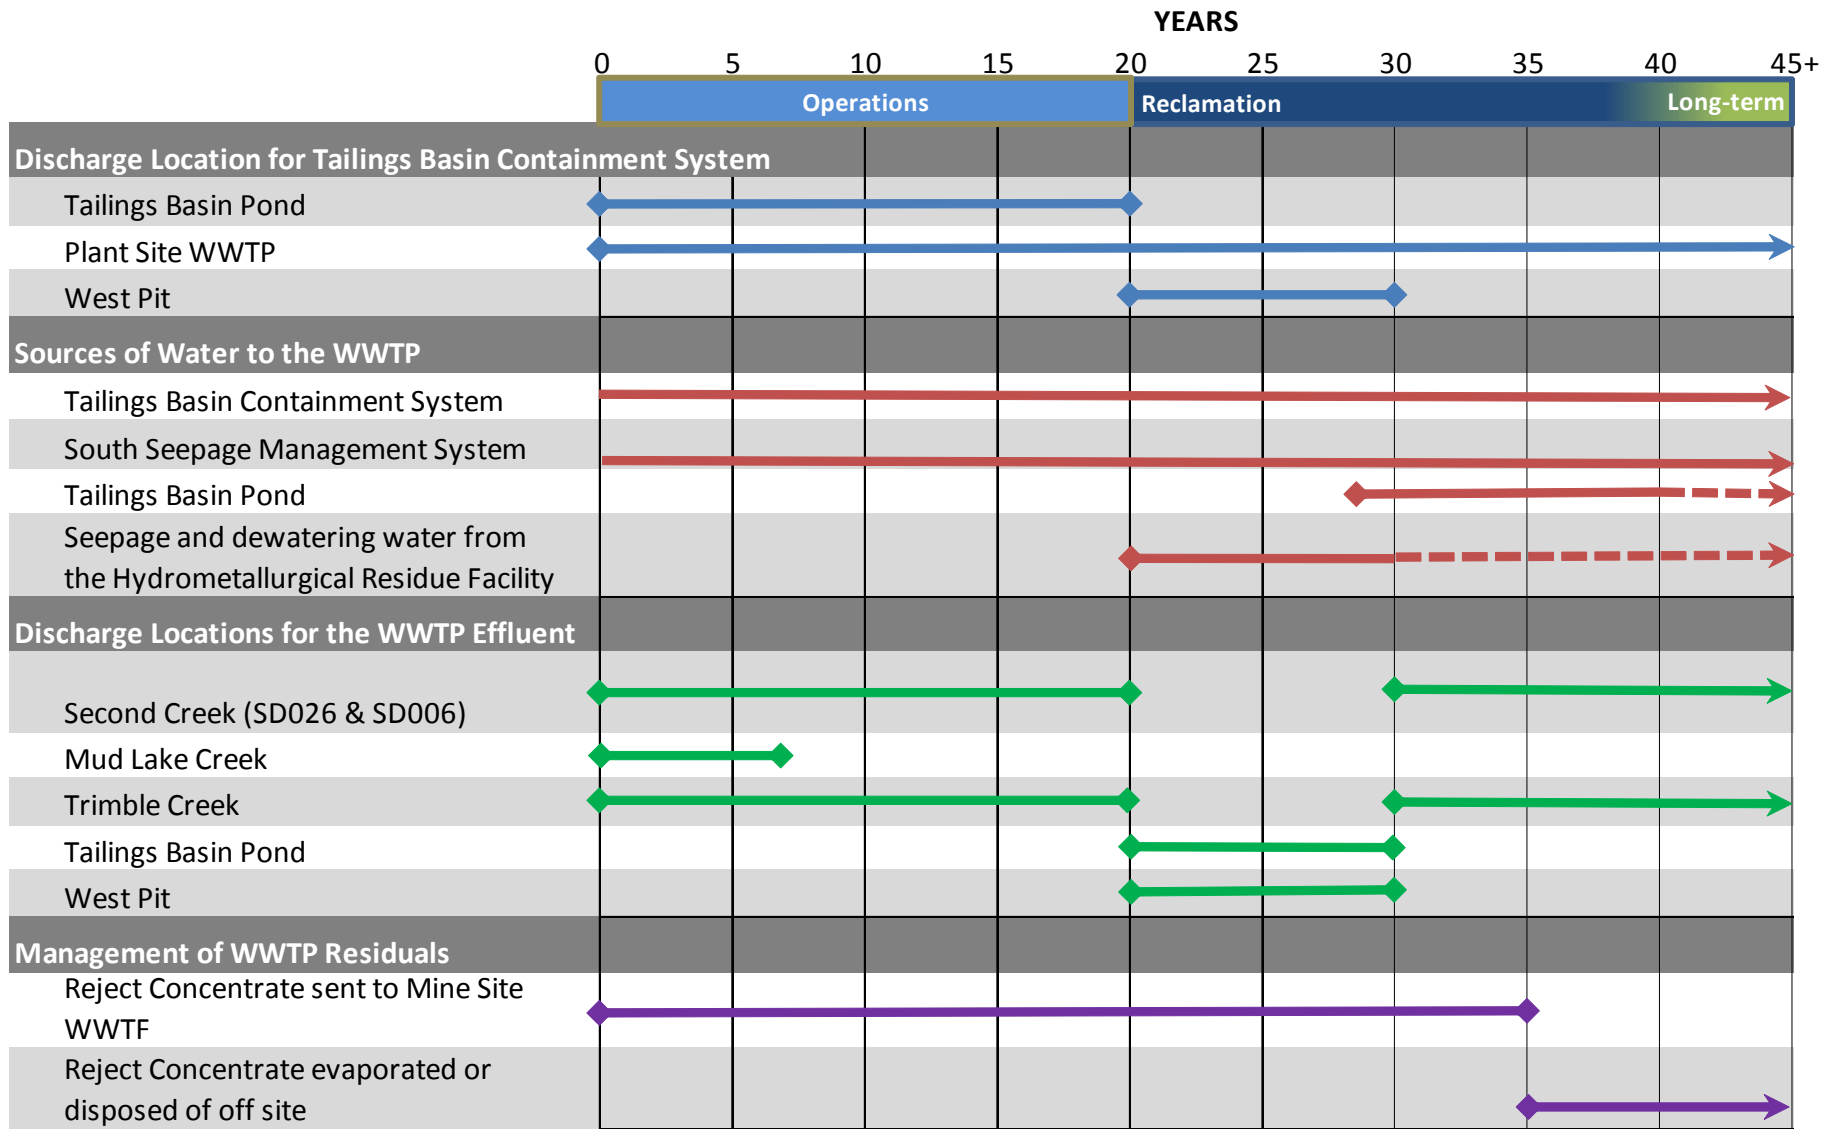 YEARS
0 5 10 15 20 25 30 35 40 45+
Operations Reclamation Long-term
Discharge Location for Tailings Basin Containment System
Tailings Basin Pond
Plant Site WWTP
West Pit
Sources of Water to the WWTP
Tailings Basin Containment System
South Seepage Management System
Tailings Basin Pond
Seepage and dewatering water from
the Hydrometallurgical Residue Facility
Discharge Locations for the WWTP Effluent
Second Creek (SD026 & SD006)
Mud Lake Creek
Trimble Creek
Tailings Basin Pond
West Pit
Management of WWTP Residuals
Reject Concentrate sent to Mine Site
WWTF
Reject Concentrate evaporated or
disposed of off site